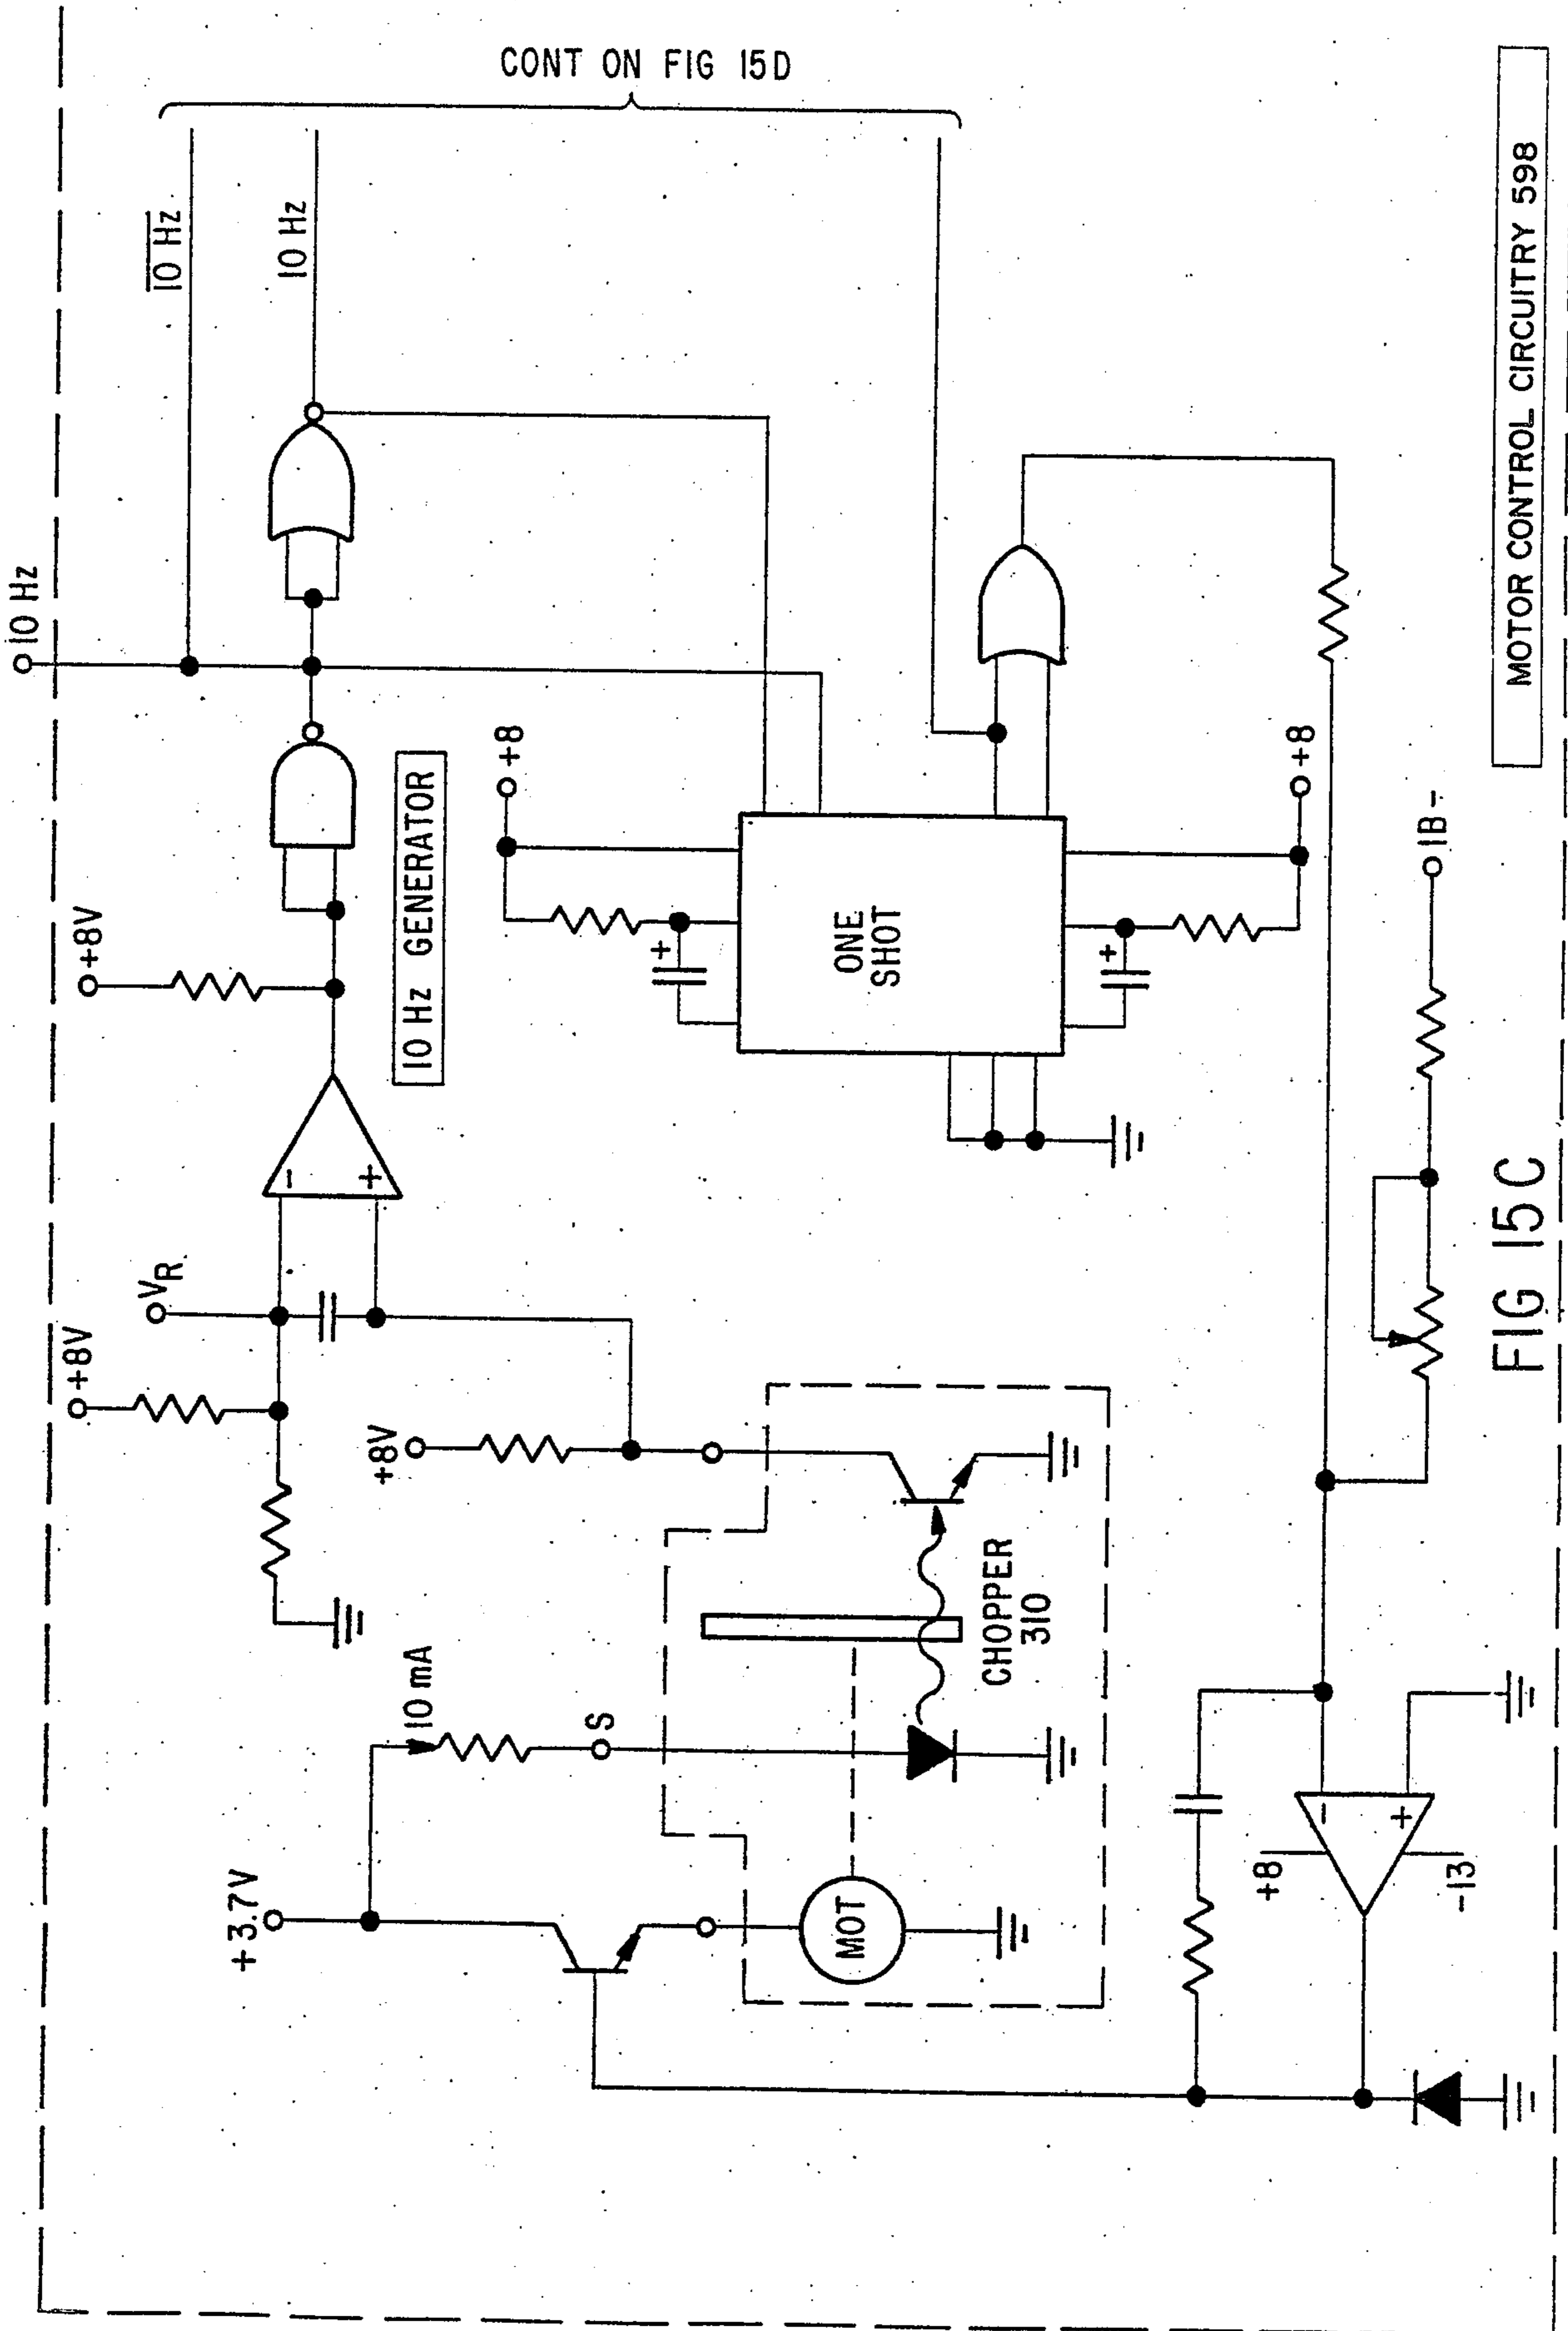 CONT ON FIG 15D
10 Hz
10 Hz
10 Hz
+8V
+8V
VR
-
+
10 Hz GENERATOR
+3.7V
10 mA
S
+8V
CHOPPER
310
MOT
+8
+
ONE
SHOT
+
+8
+8
-
+
-13
IB-
FIG 15C
MOTOR CONTROL CIRCUITRY 598